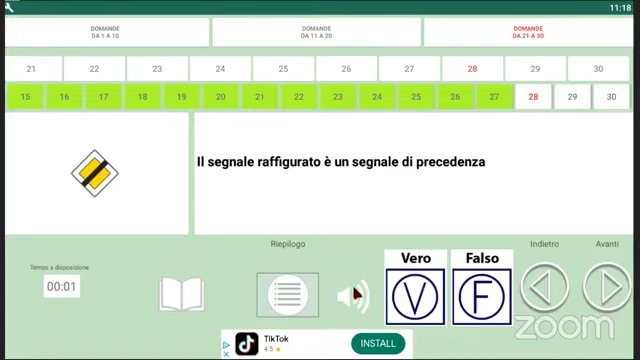 11:18
DOMANDE
DA 1 A 10
DOMANDE
DA 11 A 20
DOMANDE
DA 21 A 30
21 22 23 24 25 26 27 28 29 30
15 16 17 18 19 20 21 22 23 24 25 26 27 28 29 30
Il segnale raffigurato è un segnale di precedenza
Riepilogo
Tempo a disposizione
00:01
Vero
V
Falso
F
Indietro
Avanti
TikTok
4.5
INSTALL
zoom